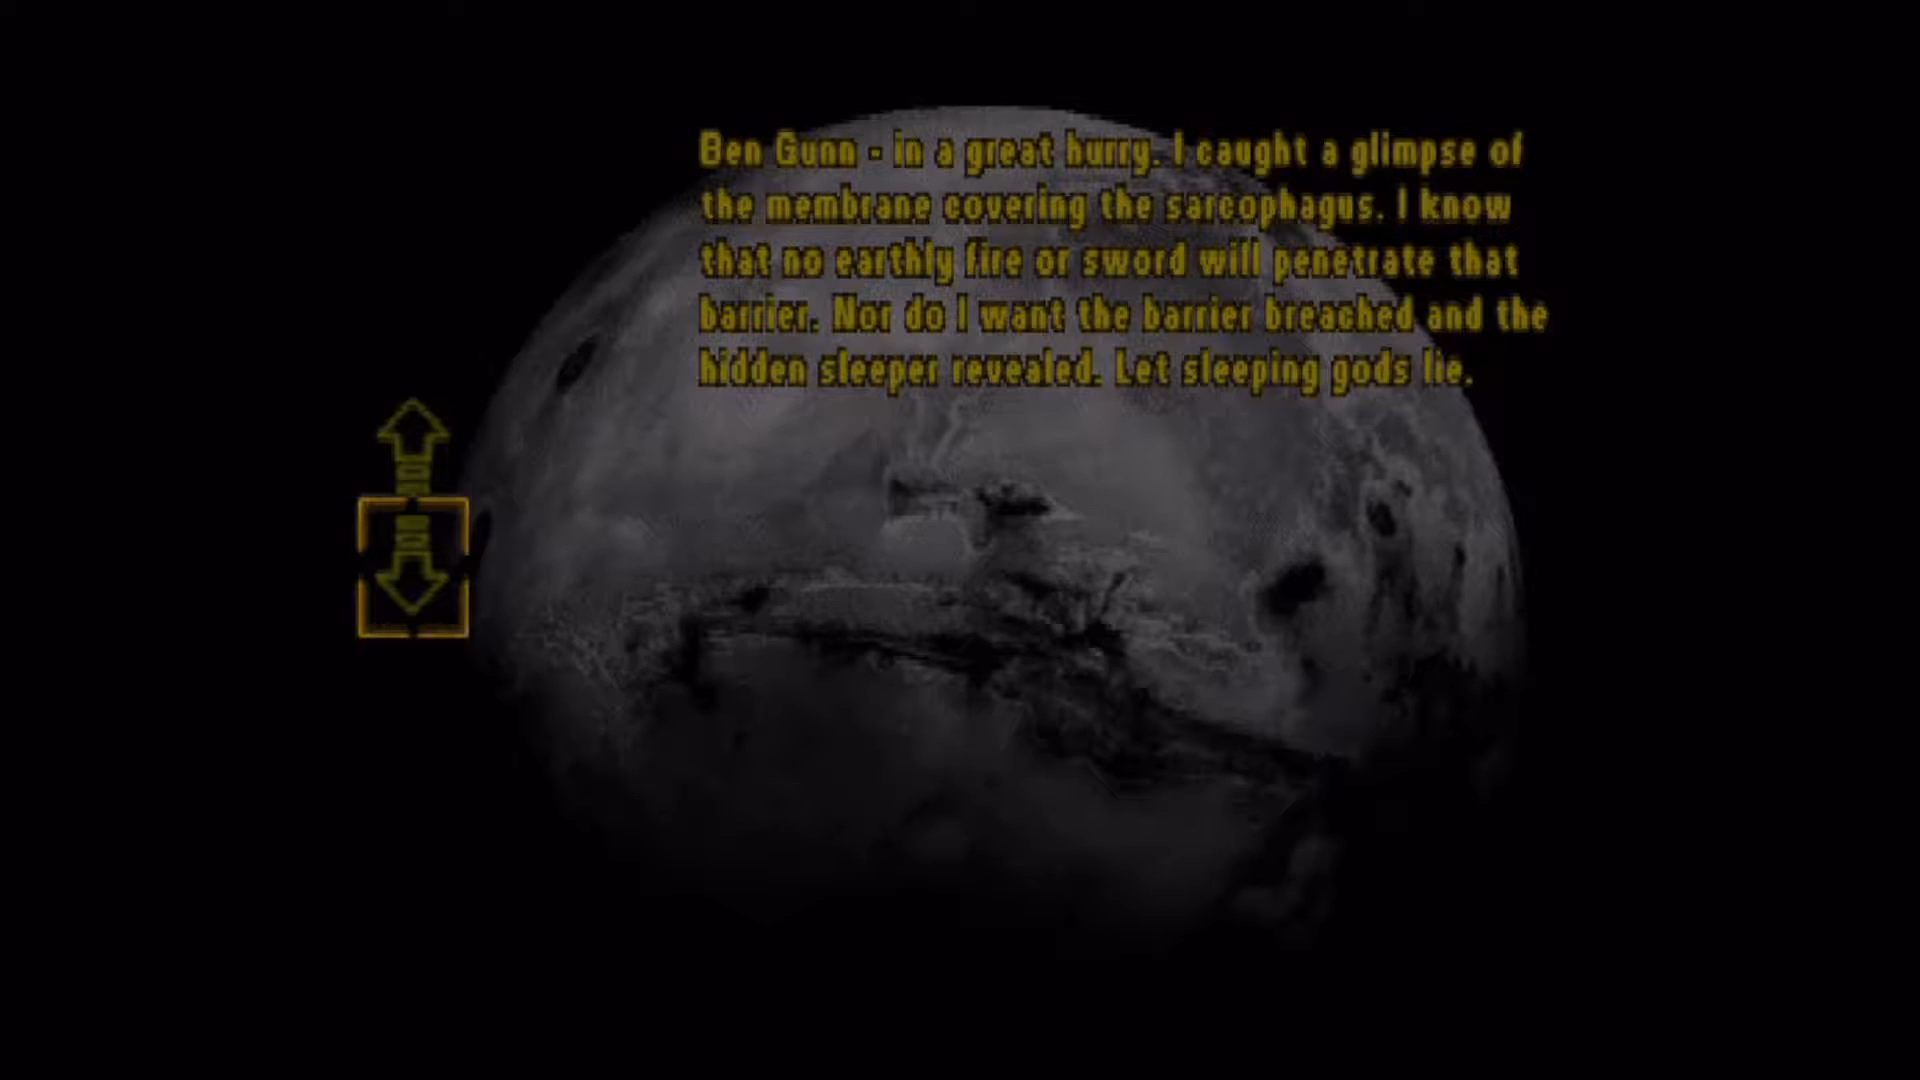 Ben Gunn - in a great hurry. I caught a glimpse of
the membrane covering the sarcophagus. I know
that no earthly fire or sword will penetrate that
barrier. Nor do I want the barrier breached and the
hidden sleeper revealed. Let sleeping gods lie.